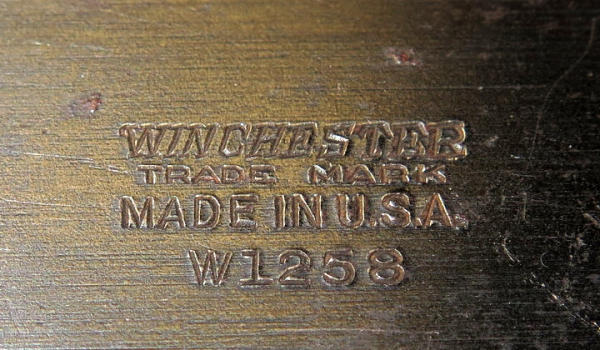 WINCHESTER
TRADE MARK
MADE IN U.S.A.
W1258